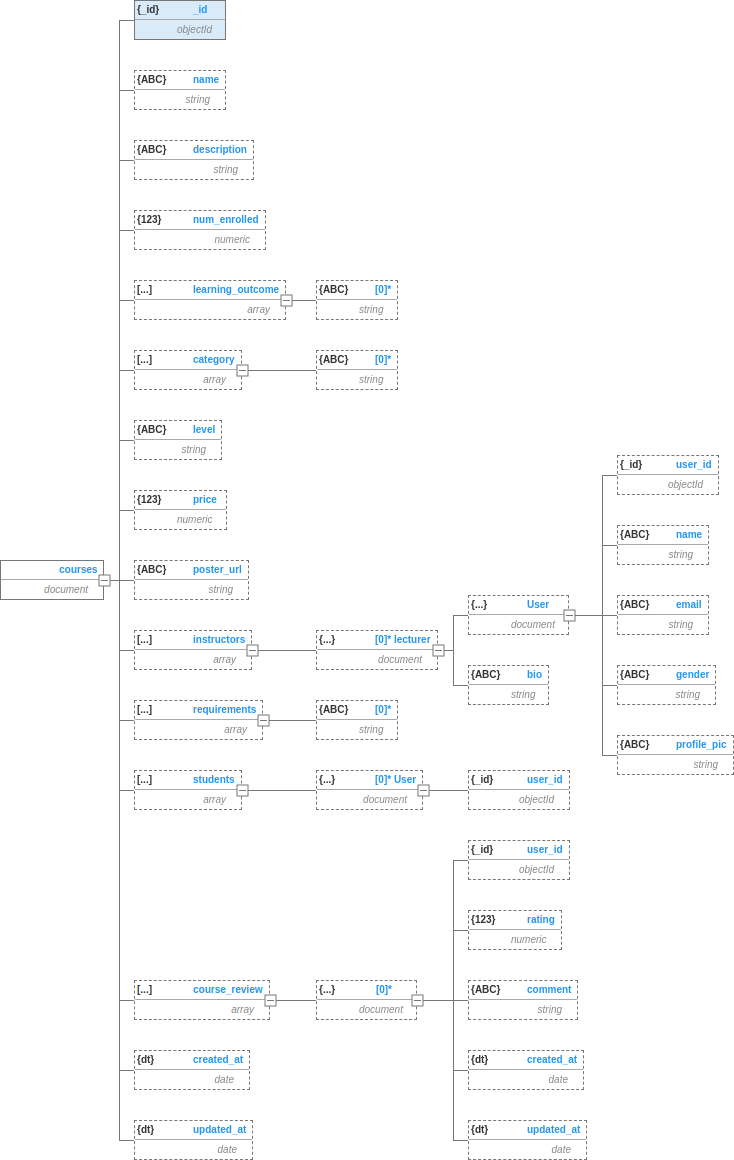 {_id} _id
objectId
{ABC} name
string
{ABC} description
string
{123} num_enrolled
numeric
[...] learning_outcome
array
{ABC} [0]*
string
[...] category
array
{ABC} [0]*
string
{ABC} level
string
{_id} user_id
objectId
{123} price
numeric
{ABC} name
string
courses
document
{ABC} poster_url
string
{...} User
document
{ABC} email
string
[...] instructors
array
{...} [0]* lecturer
document
{ABC} bio
string
{ABC} gender
string
[...] requirements
array
{ABC} [0]*
string
{ABC} profile_pic
string
[...] students
array
{...} [0]* User
document
{_id} user_id
objectId
{_id} user_id
objectId
{123} rating
numeric
[...] course_review
array
{...} [0]*
document
{ABC} comment
string
{dt} created_at
date
{dt} created_at
date
{dt} updated_at
date
{dt} updated_at
date